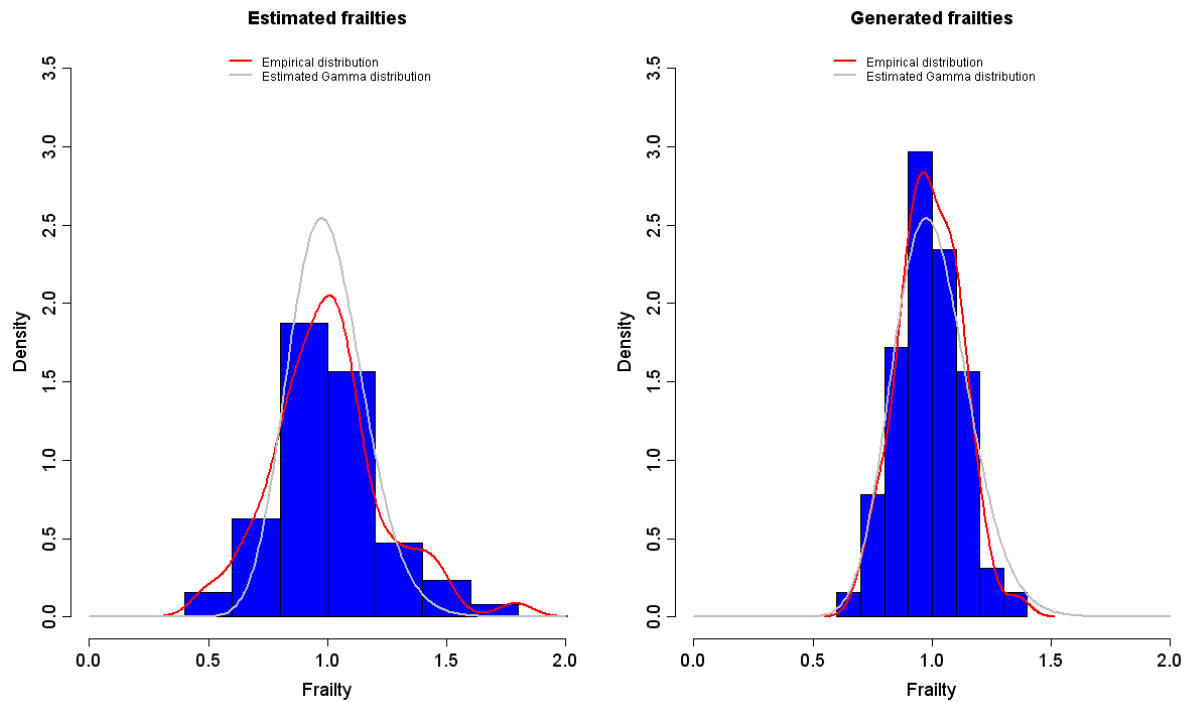 Estimated frailties
Empirical distribution
Estimated Gamma distribution
3.5
3.0
2.5
2.0
1.5
1.0
0.5
0.0
Density
0.0 0.5 1.0 1.5 2.0
Frailty
Generated frailties
Empirical distribution
Estimated Gamma distribution
3.5
3.0
2.5
2.0
1.5
1.0
0.5
0.0
Density
0.0 0.5 1.0 1.5 2.0
Frailty